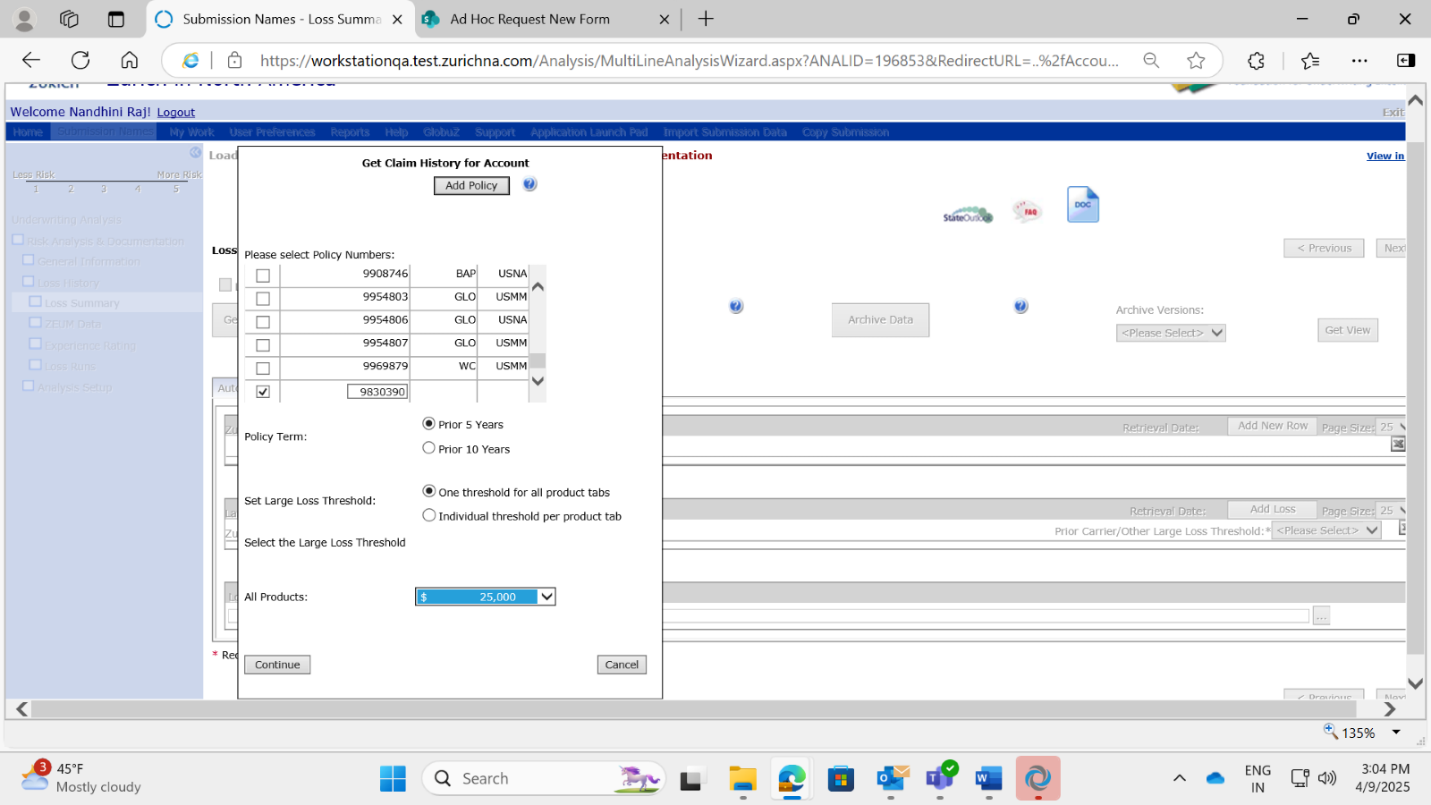 Submission Names - Loss Summa
Ad Hoc Request New Form
https://workstationqa.test.zurichna.com/Analysis/MultiLineAnalysisWizard.aspx?ANALID=196853&RedirectURL=..%2fAccou...
Welcome Nandhini Raj! Logout
Exit
Home Submission Names My Work User Preferences Reports Help GlobuZ Support Application Launch Pad Import Submission Data Copy Submission
Load
Get Claim History for Account
entation
View in
Less Risk More Risk
1 2 3 4 5
Add Policy
StateOutlook
FAQ
DOC
Underwriting Analysis
Risk Analysis & Documentation
General Information
Loss History
Loss Summary
ZEUM Data
Experience Rating
Loss Runs
Analysis Setup
Loss
Please select Policy Numbers:
< Previous Next
9908746 BAP USNA
9954803 GLO USMM
9954806 GLO USNA
9954807 GLO USMM
9969879 WC USMM
9830390
Ge
Archive Data
Archive Versions:
<Please Select>
Get View
Auto
Policy Term:
Prior 5 Years
Prior 10 Years
Zu
Retrieval Date: Add New Row Page Size: 25
Set Large Loss Threshold:
One threshold for all product tabs
Individual threshold per product tab
La
Retrieval Date: Add Loss Page Size: 25
Zu
Prior Carrier/Other Large Loss Threshold:* <Please Select>
Select the Large Loss Threshold
All Products:
$ 25,000
...
* Rec
Continue
Cancel
< Previous Next
135%
3
45°F
Mostly cloudy
Search
ENG
IN
3:04 PM
4/9/2025